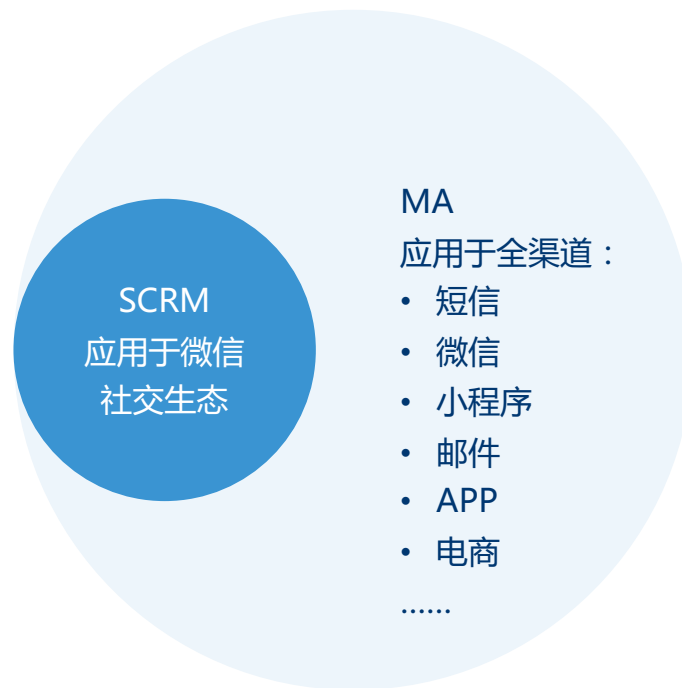 SCRM
应用于微信
社交生态
MA
应用于全渠道：
• 短信
• 微信
• 小程序
• 邮件
• APP
• 电商
……